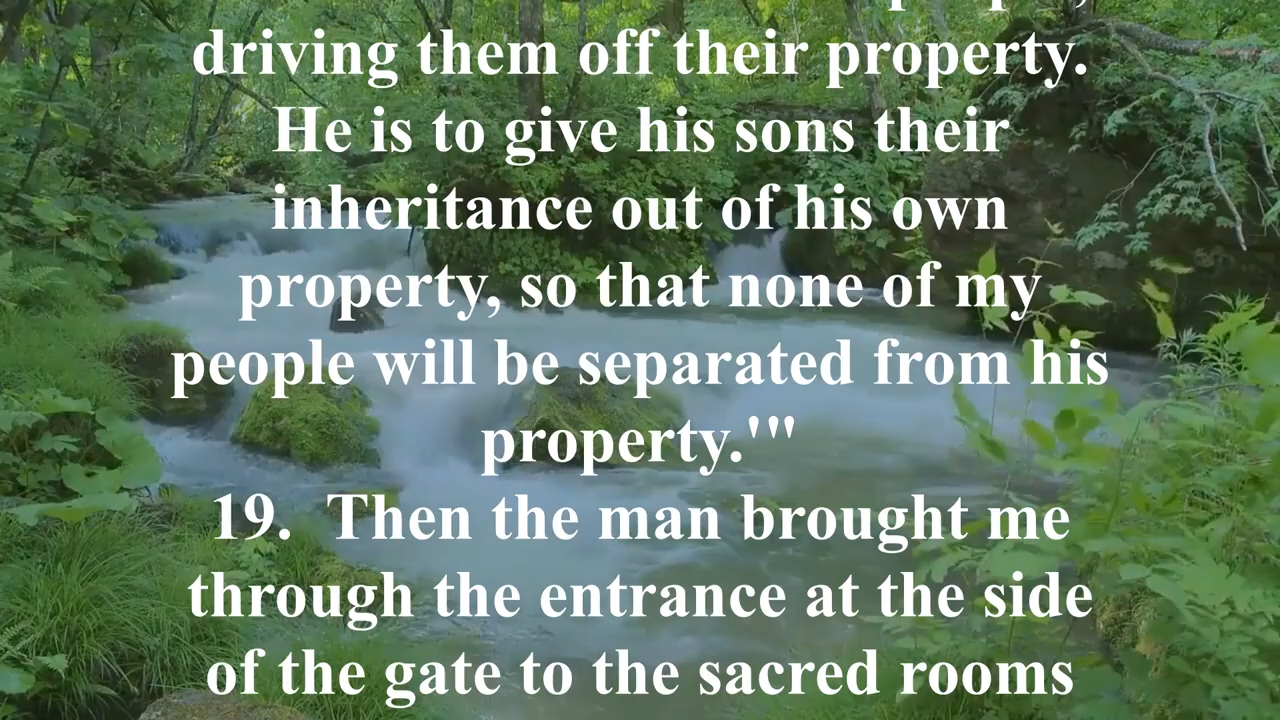 driving them off their property.
He is to give his sons their
inheritance out of his own
property, so that none of my
people will be separated from his
property.'"
19.  Then the man brought me
through the entrance at the side
of the gate to the sacred rooms